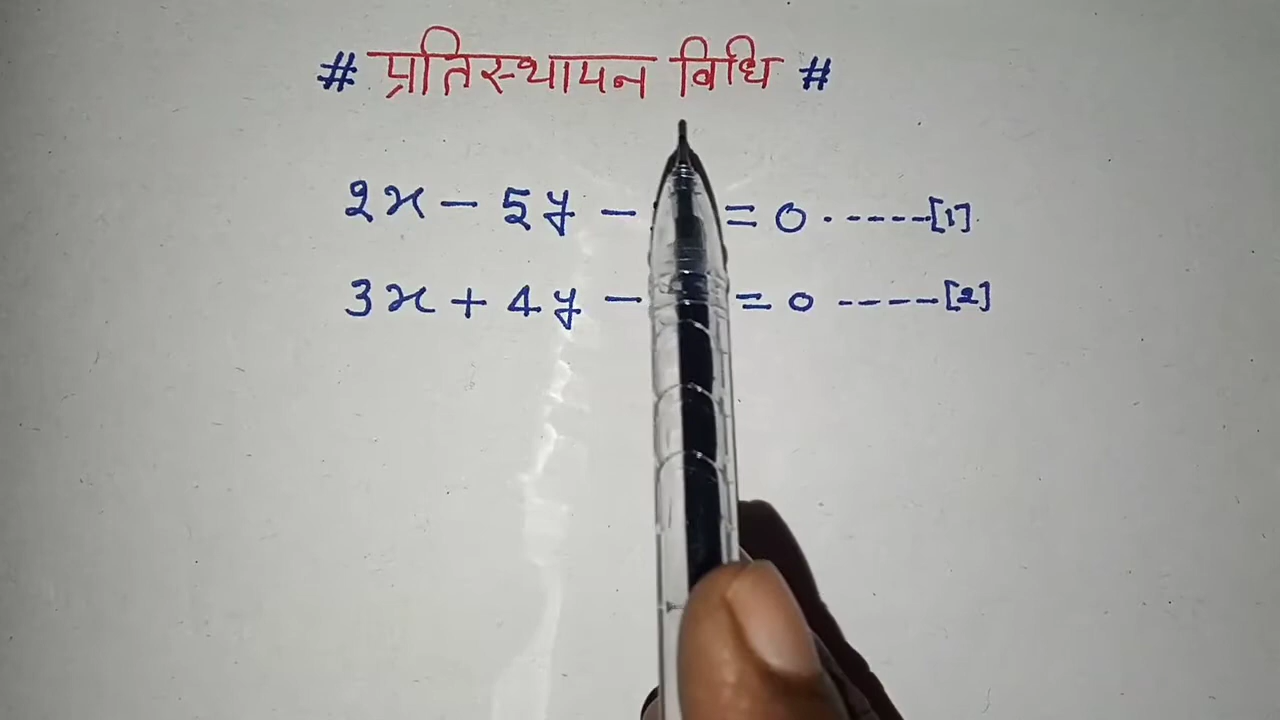 # प्रतिस्थापन विधि #
2x - 5y - = 0 . ----- [1]
3x + 4y - = 0 ---- [2]